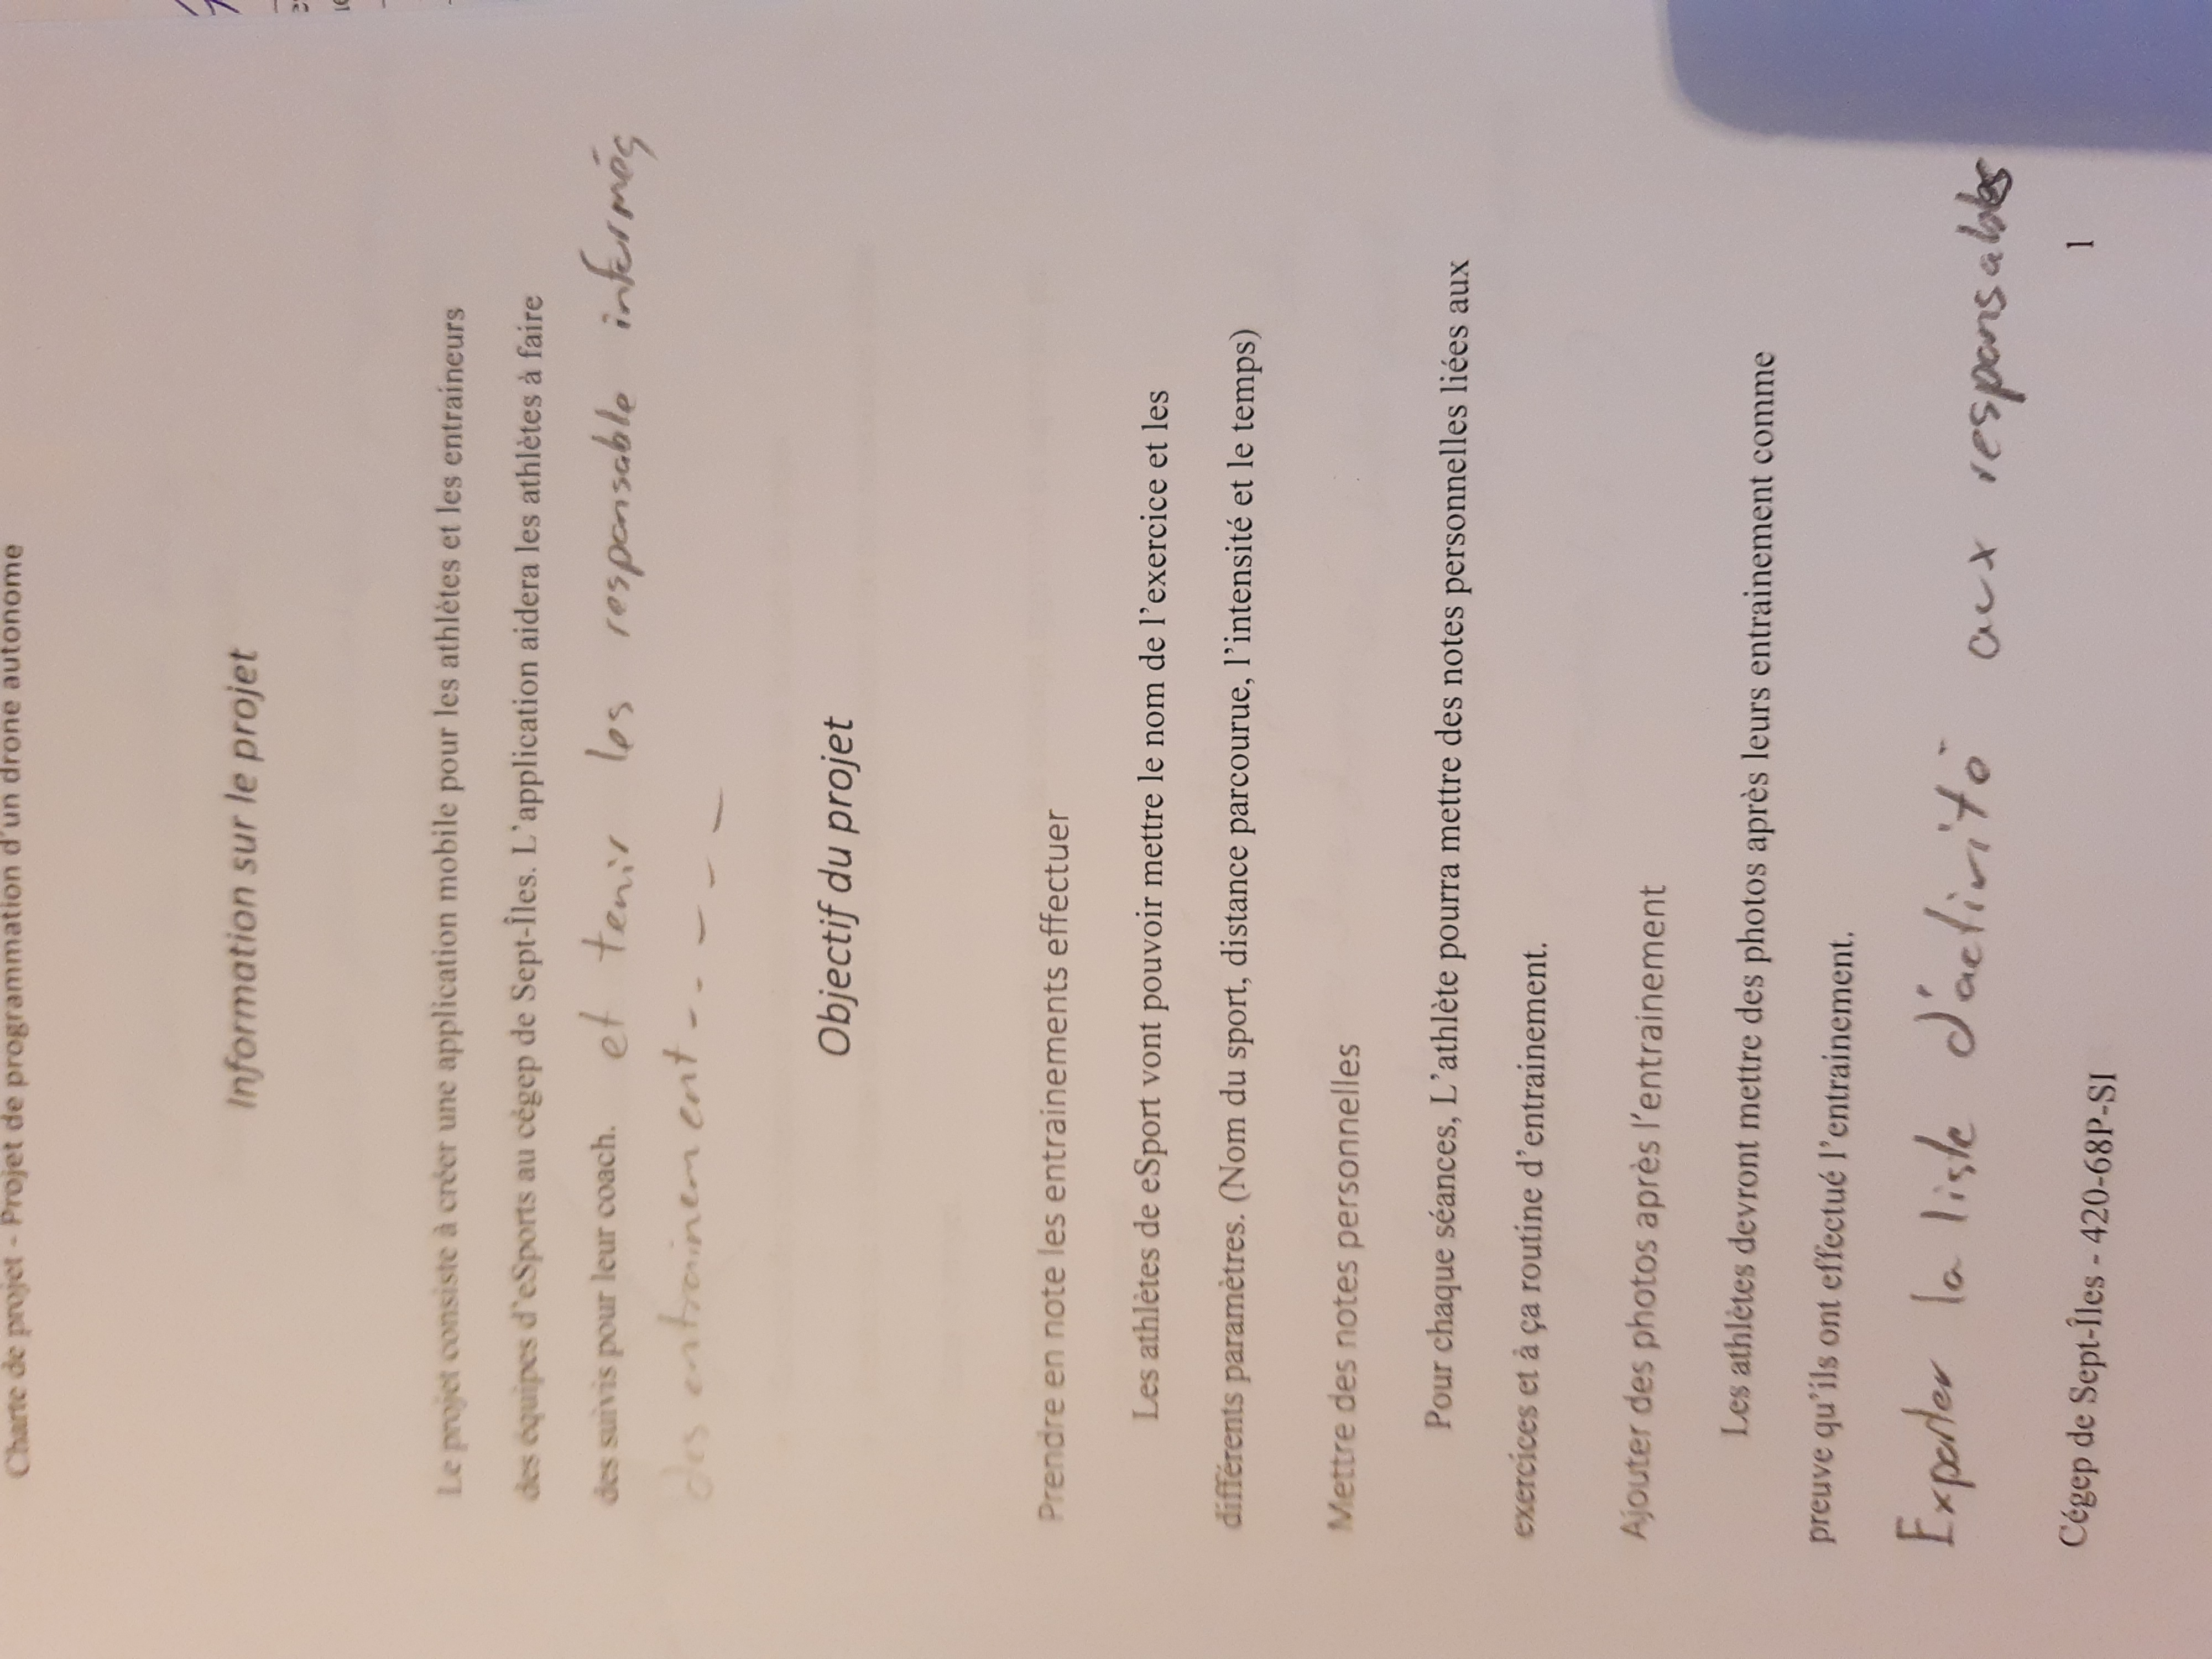 Charte de projet - Projet de programmation d'un drone autonome
Information sur le projet
Le projet consiste à créer une application mobile pour les athlètes et les entraineurs
des équipes d'eSports au cégep de Sept-Îles. L'application aidera les athlètes à faire
des suivis pour leur coach. et tenir les responsable informés
des entrainement - - - - -
Objectif du projet
Prendre en note les entrainements effectuer
Les athlètes de eSport vont pouvoir mettre le nom de l'exercice et les
différents paramètres. (Nom du sport, distance parcourue, l'intensité et le temps)
Mettre des notes personnelles
Pour chaque séances, L'athlète pourra mettre des notes personnelles liées aux
exercices et à ça routine d'entrainement.
Ajouter des photos après l'entrainement
Les athlètes devront mettre des photos après leurs entrainement comme
preuve qu'ils ont effectué l'entrainement.
Exporter la liste d'activité aux responsables
Cégep de Sept-Îles - 420-68P-SI 1